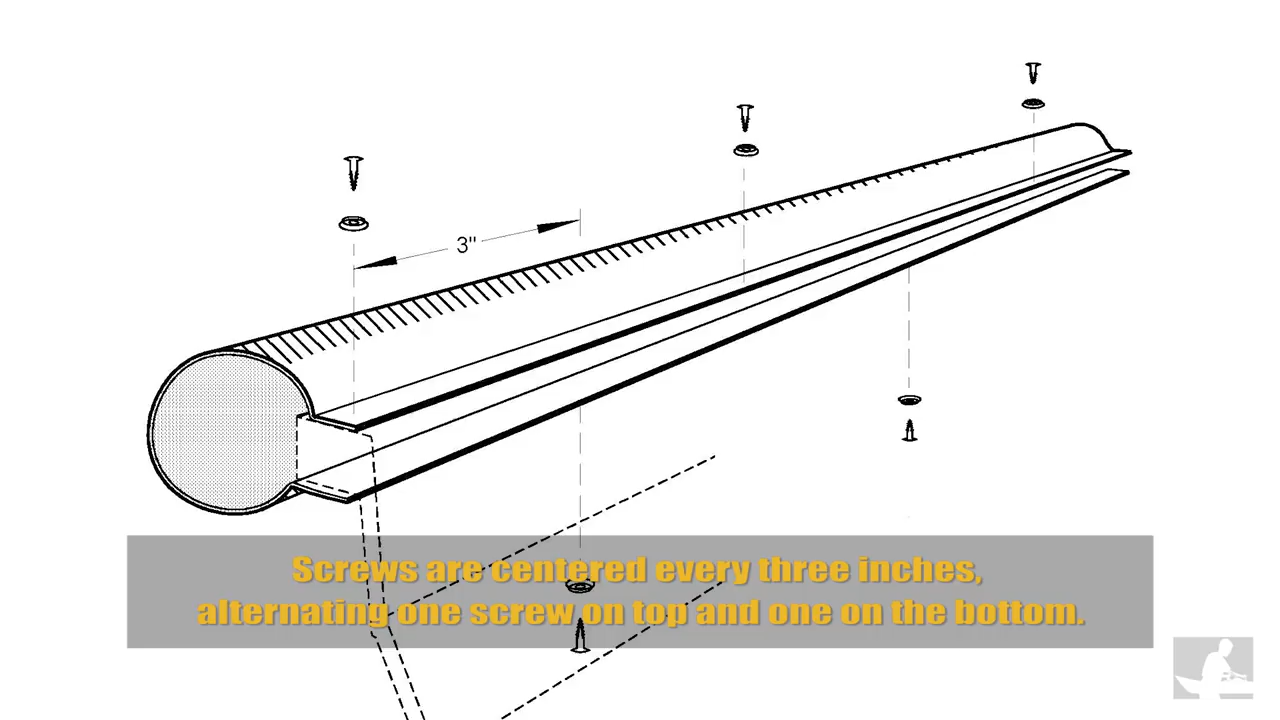 3"
Screws are centered every three inches,
alternating one screw on top and one on the bottom.